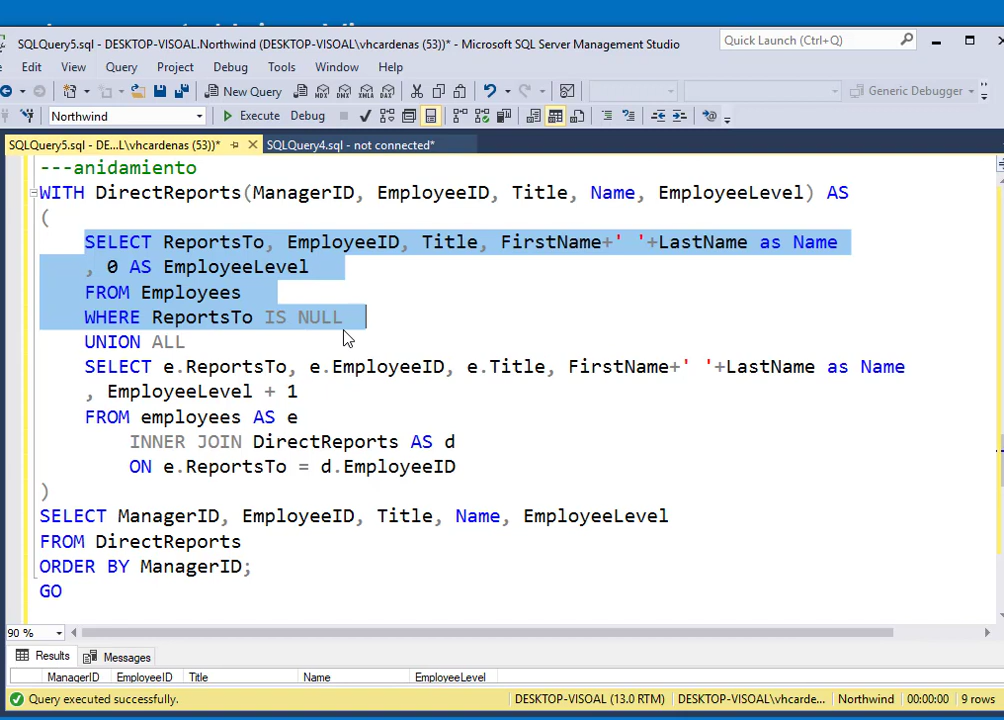 SQLQuery5.sql - DESKTOP-VISOAL.Northwind (DESKTOP-VISOAL\vhcardenas (53))* - Microsoft SQL Server Management Studio
Quick Launch (Ctrl+Q)
Edit View Query Project Debug Tools Window Help
New Query MDX DMX XMLA DAX Generic Debugger
Northwind Execute Debug
SQLQuery5.sql - DE...L\vhcardenas (53))* SQLQuery4.sql - not connected*
---anidamiento
WITH DirectReports(ManagerID, EmployeeID, Title, Name, EmployeeLevel) AS
(
SELECT ReportsTo, EmployeeID, Title, FirstName+' '+LastName as Name
, 0 AS EmployeeLevel
FROM Employees
WHERE ReportsTo IS NULL
UNION ALL
SELECT e.ReportsTo, e.EmployeeID, e.Title, FirstName+' '+LastName as Name
, EmployeeLevel + 1
FROM employees AS e
INNER JOIN DirectReports AS d
ON e.ReportsTo = d.EmployeeID
)
SELECT ManagerID, EmployeeID, Title, Name, EmployeeLevel
FROM DirectReports
ORDER BY ManagerID;
GO
90 %
Results Messages
ManagerID EmployeeID Title Name EmployeeLevel
Query executed successfully. DESKTOP-VISOAL (13.0 RTM) DESKTOP-VISOAL\vhcarde... Northwind 00:00:00 9 rows